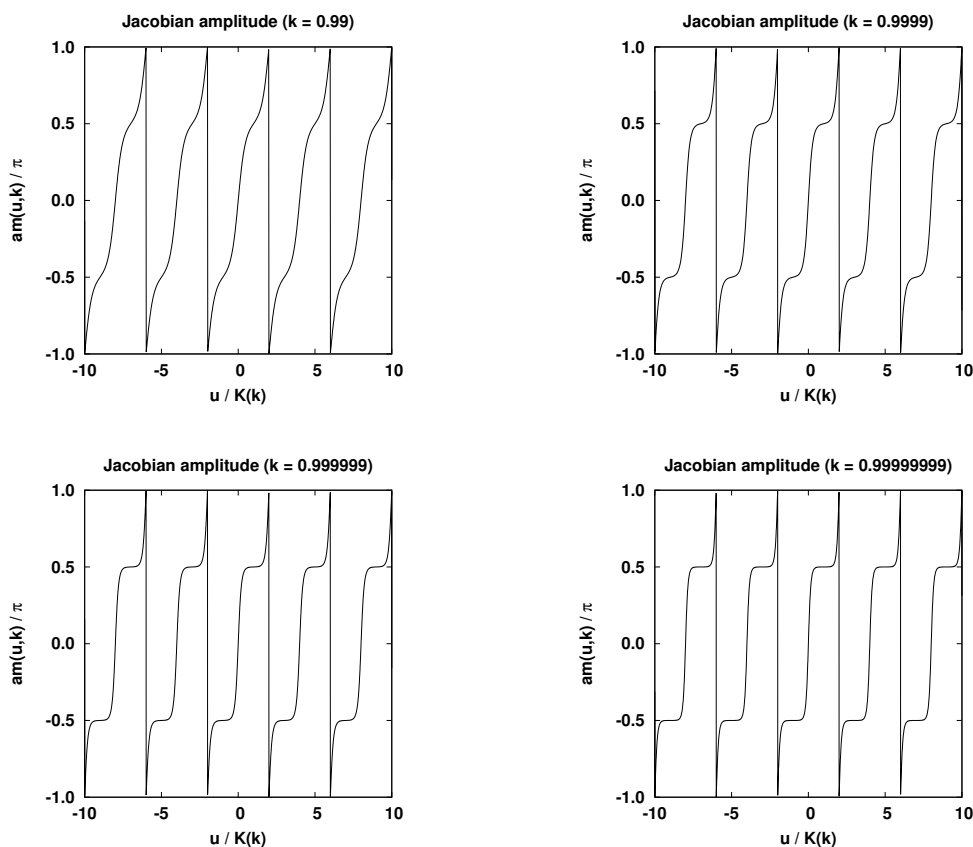 Jacobian amplitude (k = 0.99)
1.0
0.5
0.0
-0.5
-1.0
am(u,k) / π
-10 -5 0 5 10
u / K(k)
Jacobian amplitude (k = 0.9999)
1.0
0.5
0.0
-0.5
-1.0
am(u,k) / π
-10 -5 0 5 10
u / K(k)
Jacobian amplitude (k = 0.999999)
1.0
0.5
0.0
-0.5
-1.0
am(u,k) / π
-10 -5 0 5 10
u / K(k)
Jacobian amplitude (k = 0.99999999)
1.0
0.5
0.0
-0.5
-1.0
am(u,k) / π
-10 -5 0 5 10
u / K(k)